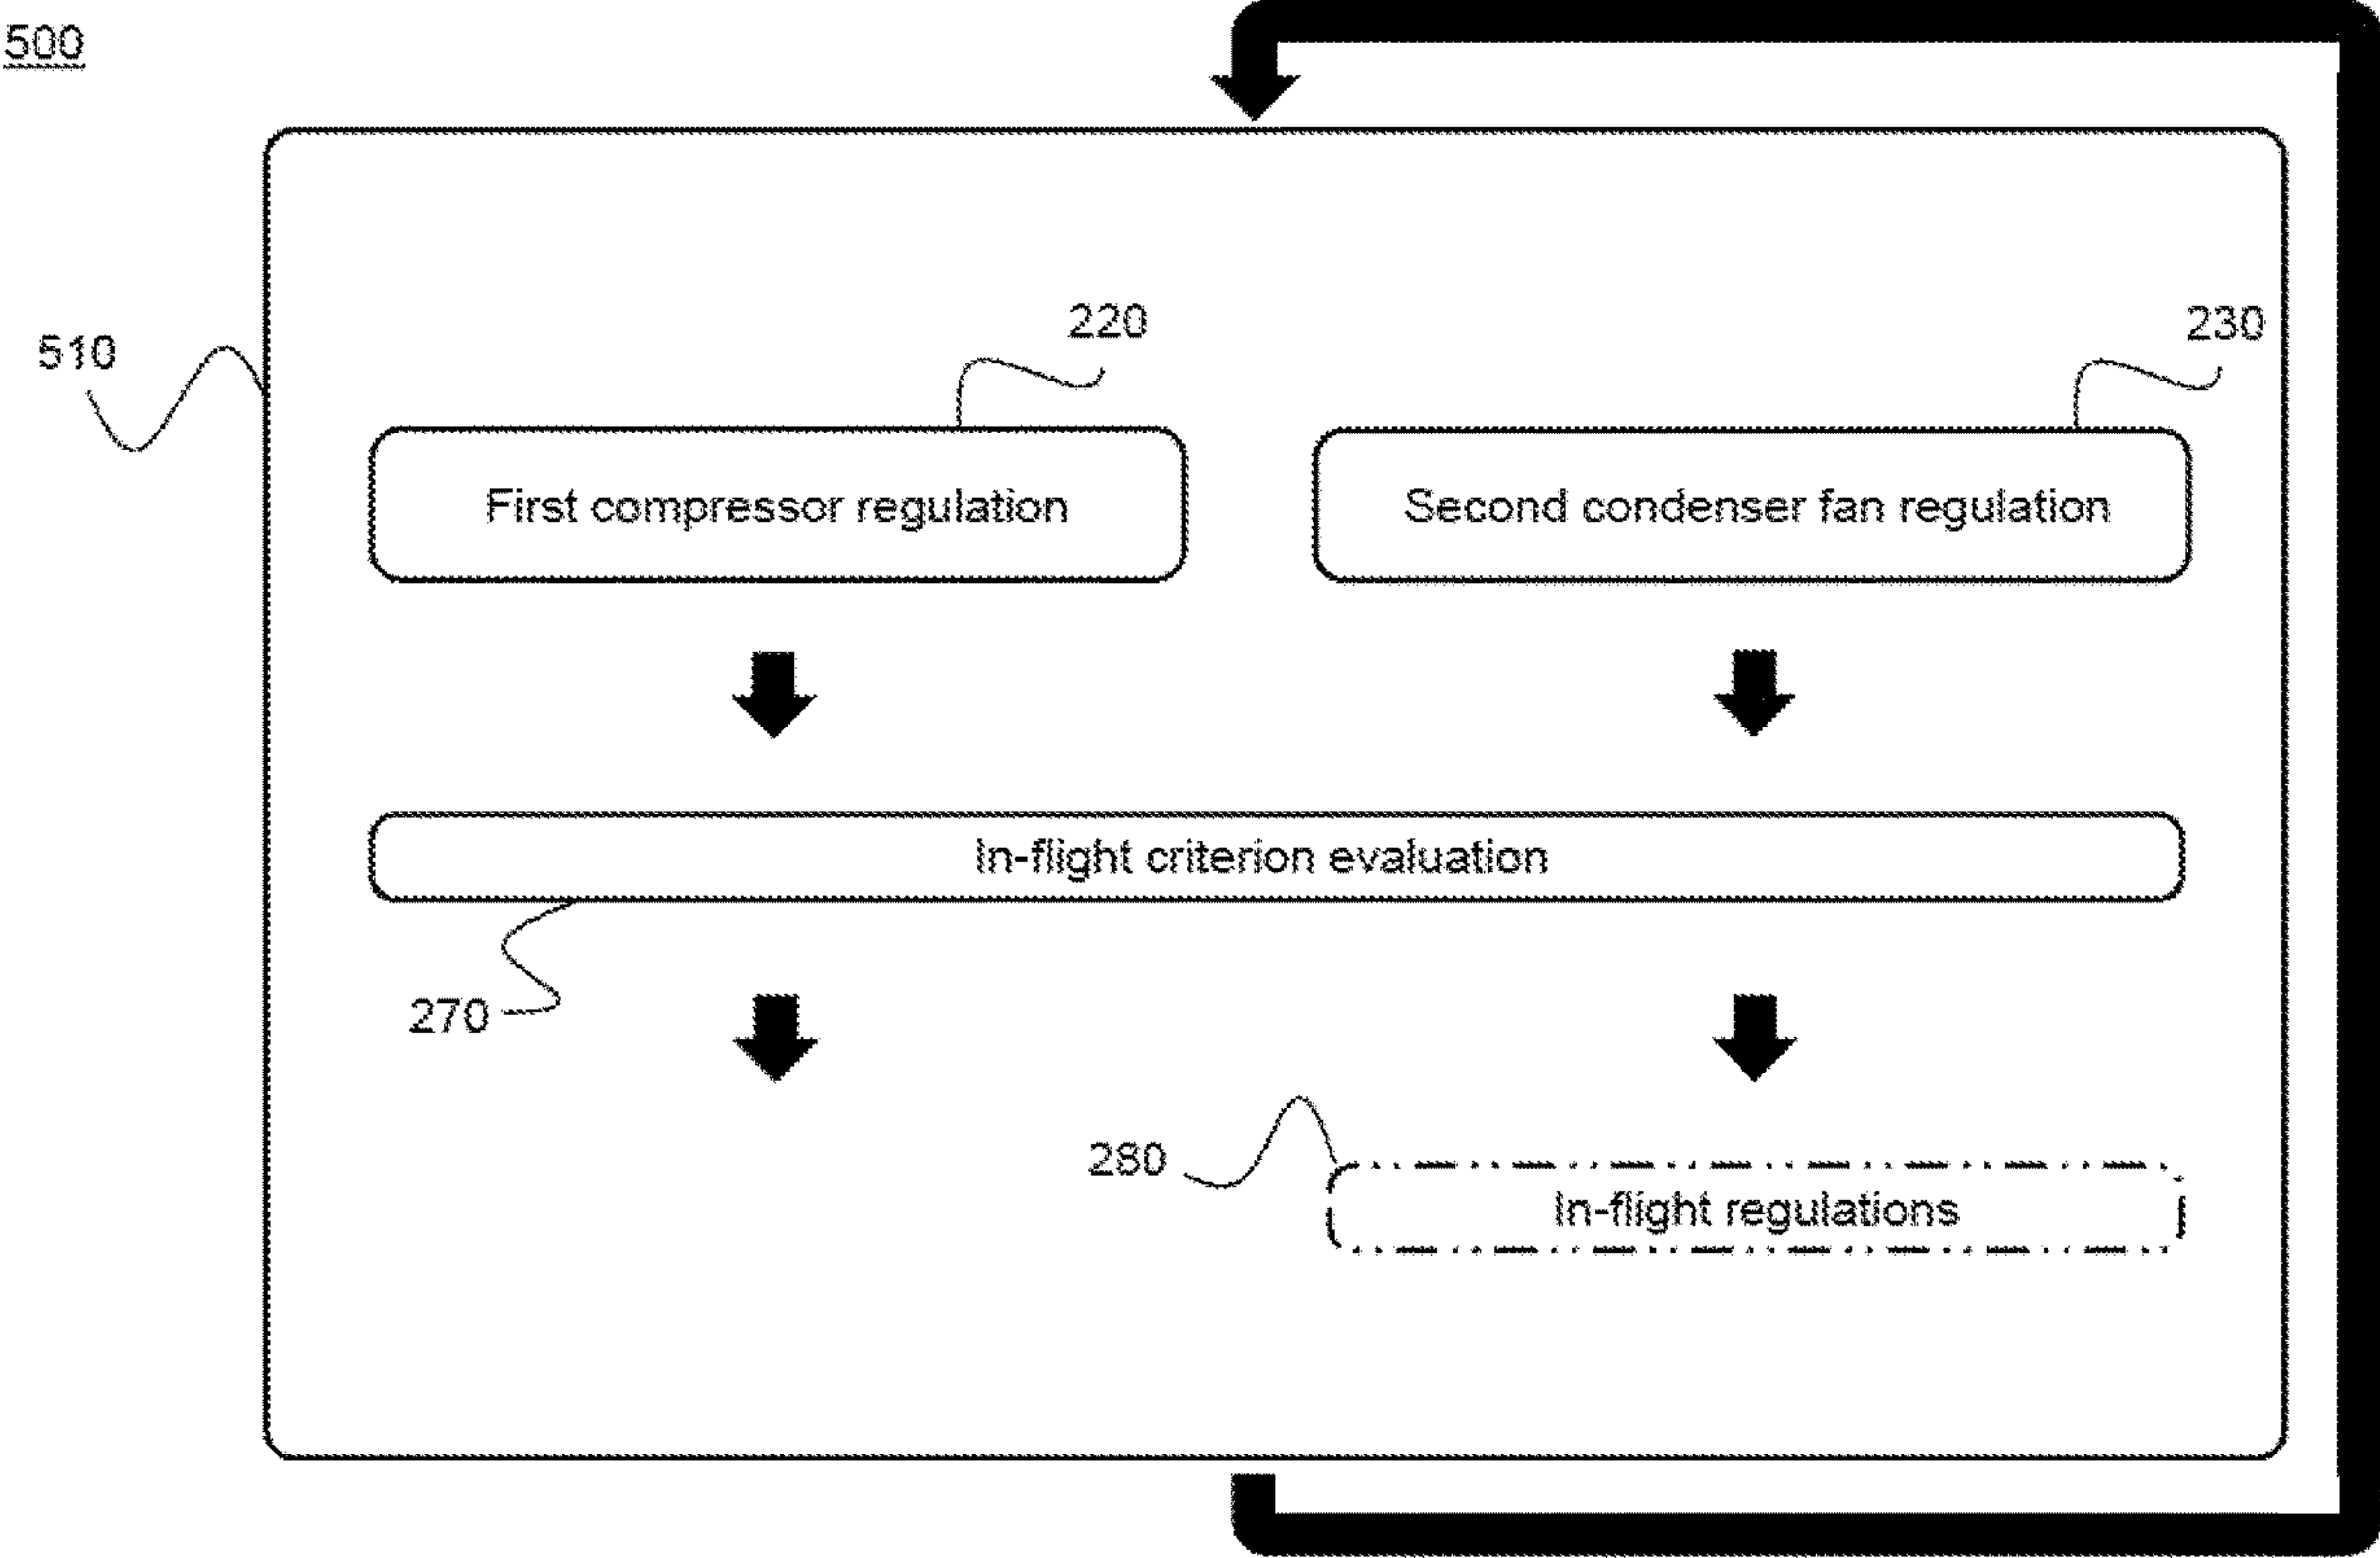 500
220
230
510
First compressor regulation
Second condenser fan regulation
In-flight criterion evaluation
270
280
In-flight regulations